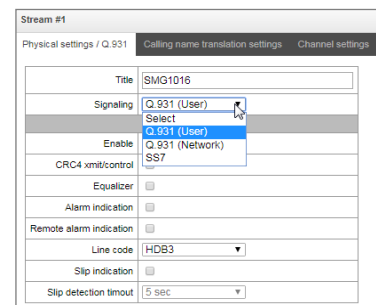 Stream #1
Physical settings / Q.931 Calling name translation settings Channel settings
Title SMG1016
Signaling Q.931 (User)
Select
Q.931 (User)
Enable Q.931 (Network)
SS7
CRC4 xmit/control
Equalizer
Alarm indication
Remote alarm indication
Line code HDB3
Slip indication
Slip detection timout 5 sec